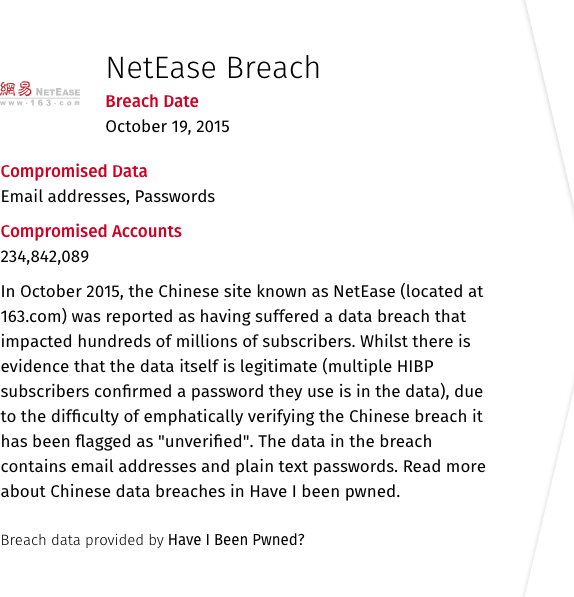 NetEase Breach
網易 NETEASE
www·163·com
Breach Date
October 19, 2015
Compromised Data
Email addresses, Passwords
Compromised Accounts
234,842,089
In October 2015, the Chinese site known as NetEase (located at
163.com) was reported as having suffered a data breach that
impacted hundreds of millions of subscribers. Whilst there is
evidence that the data itself is legitimate (multiple HIBP
subscribers confirmed a password they use is in the data), due
to the difficulty of emphatically verifying the Chinese breach it
has been flagged as "unverified". The data in the breach
contains email addresses and plain text passwords. Read more
about Chinese data breaches in Have I been pwned.
Breach data provided by Have I Been Pwned?